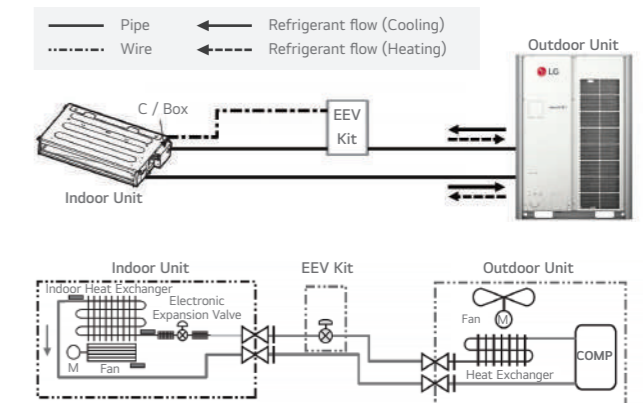 Pipe
Refrigerant flow (Cooling)
Wire
Refrigerant flow (Heating)
Outdoor Unit
LG
C / Box
EEV
Kit
Indoor Unit
Indoor Unit
EEV Kit
Outdoor Unit
Indoor Heat Exchanger
Electronic
Expansion Valve
Fan
M
COMP
M
Fan
Heat Exchanger